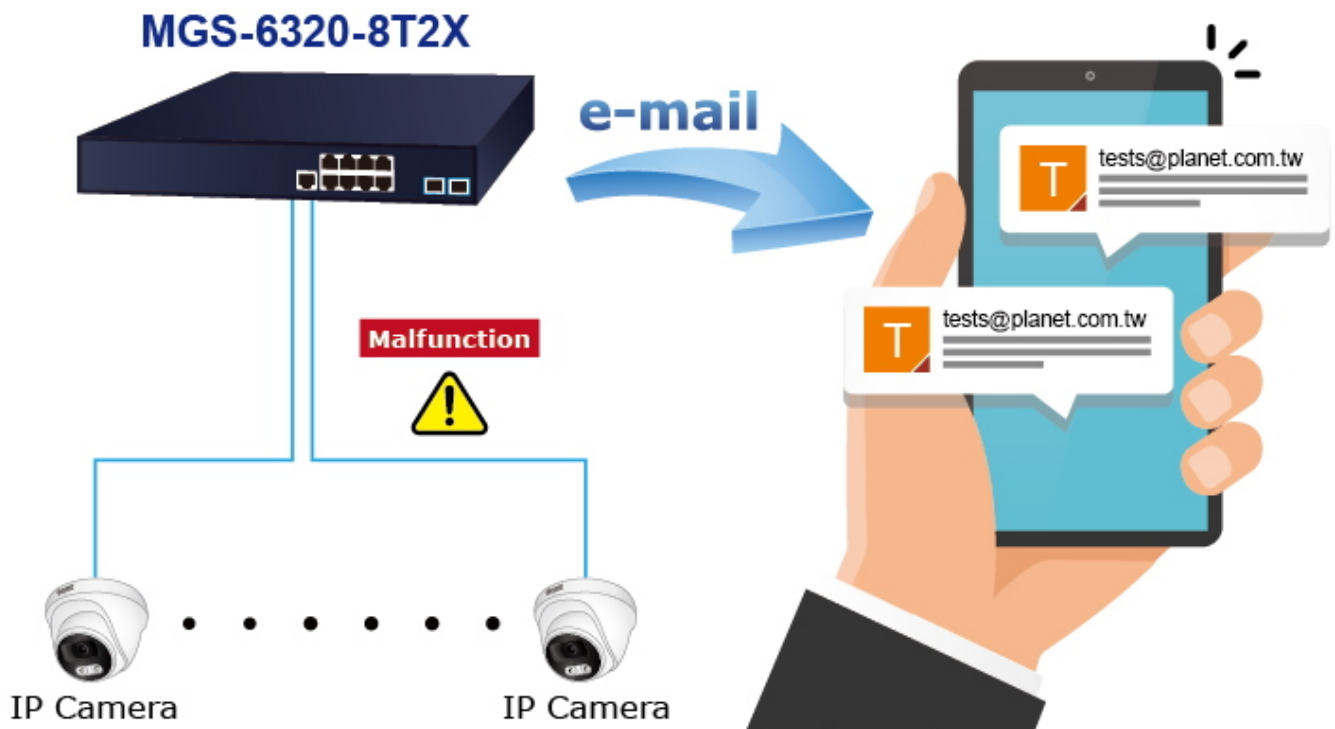 MGS-6320-8T2X
e-mail
T
tests@planet.com.tw
T
tests@planet.com.tw
Malfunction
!
IP Camera
IP Camera